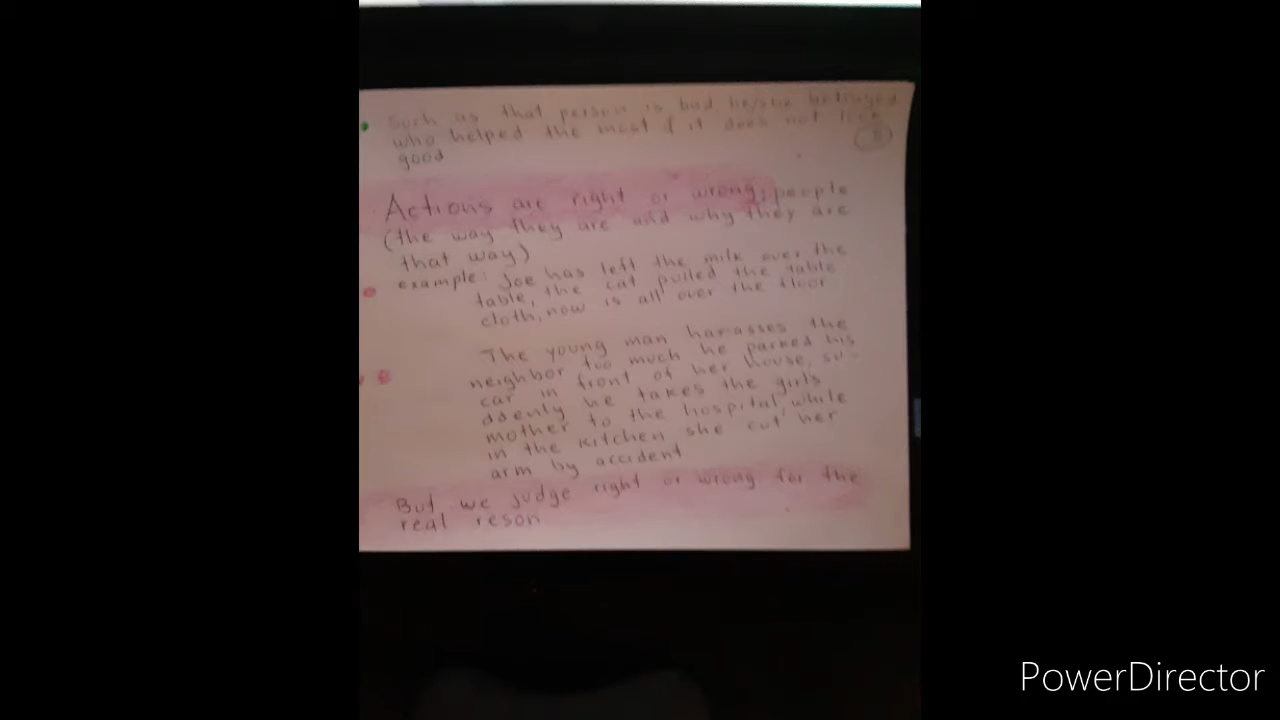 such as that person is bad he/she betrayed
who helped the most & it does not look
good
8
Actions are right or wrong; people
(the way they are and why they are
that way)
example: Joe has left the milk over the
table, the cat pulled the table
cloth, now is all over the floor
The young man harasses the
neighbor too much he parked his
car in front of her house, su-
ddenly he takes the girls
mother to the hospital, while
in the kitchen she cut her
arm by accident
But we judge right or wrong for the
real reson
PowerDirector